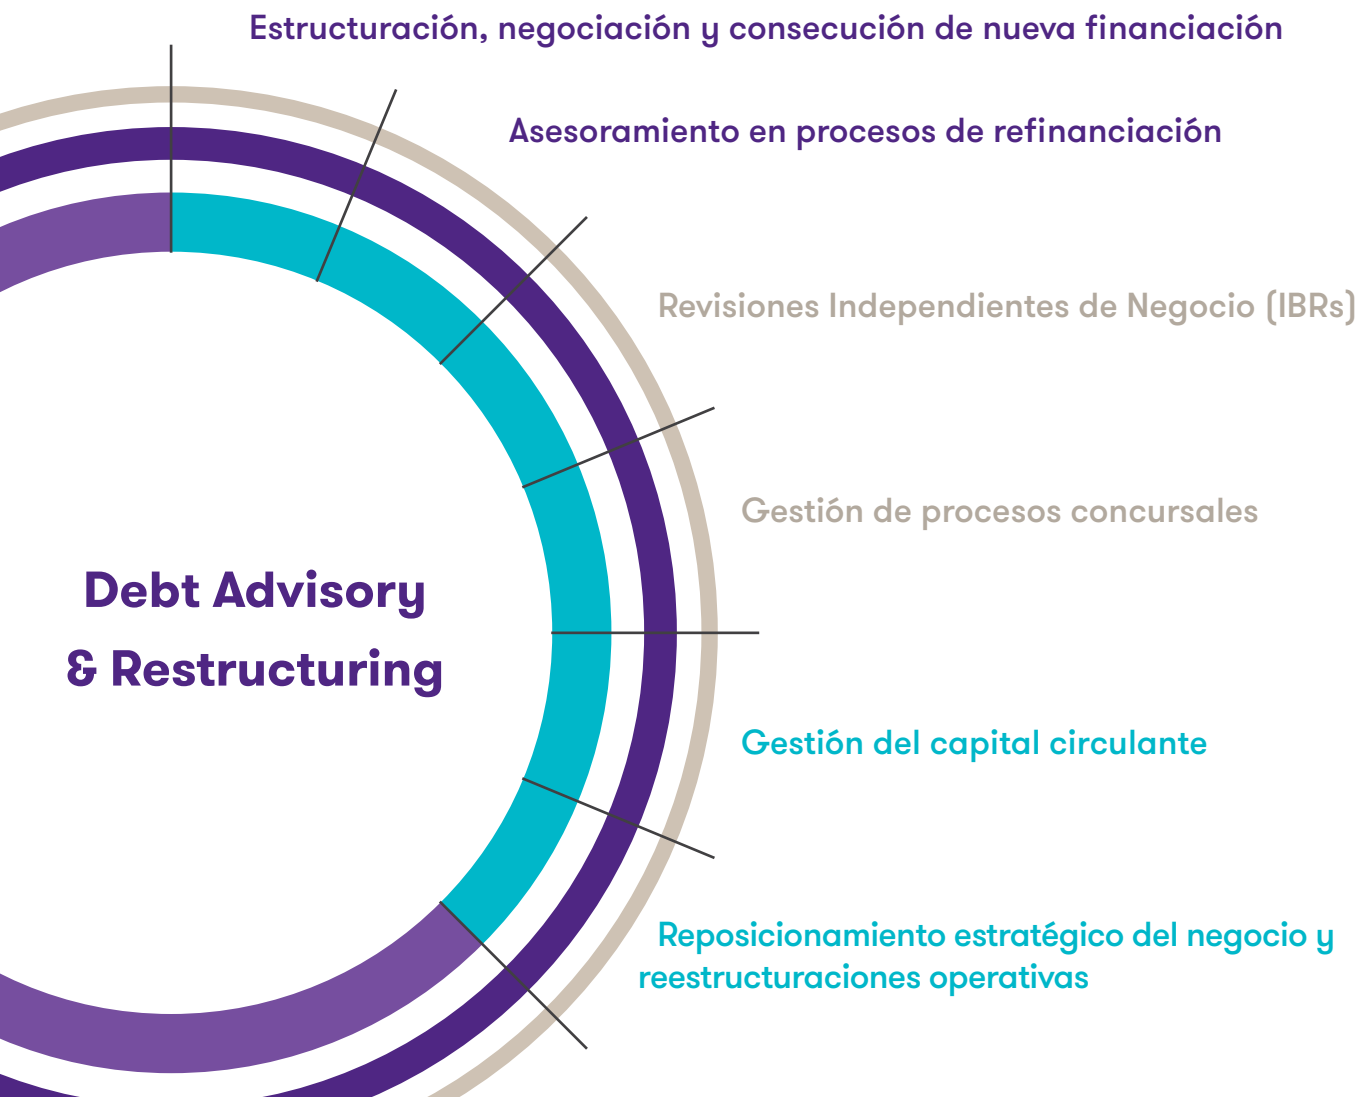 Estructuración, negociación y consecución de nueva financiación
Asesoramiento en procesos de refinanciación
Revisiones Independientes de Negocio (IBRs)
Gestión de procesos concursales
Debt Advisory
& Restructuring
Gestión del capital circulante
Reposicionamiento estratégico del negocio y
reestructuraciones operativas